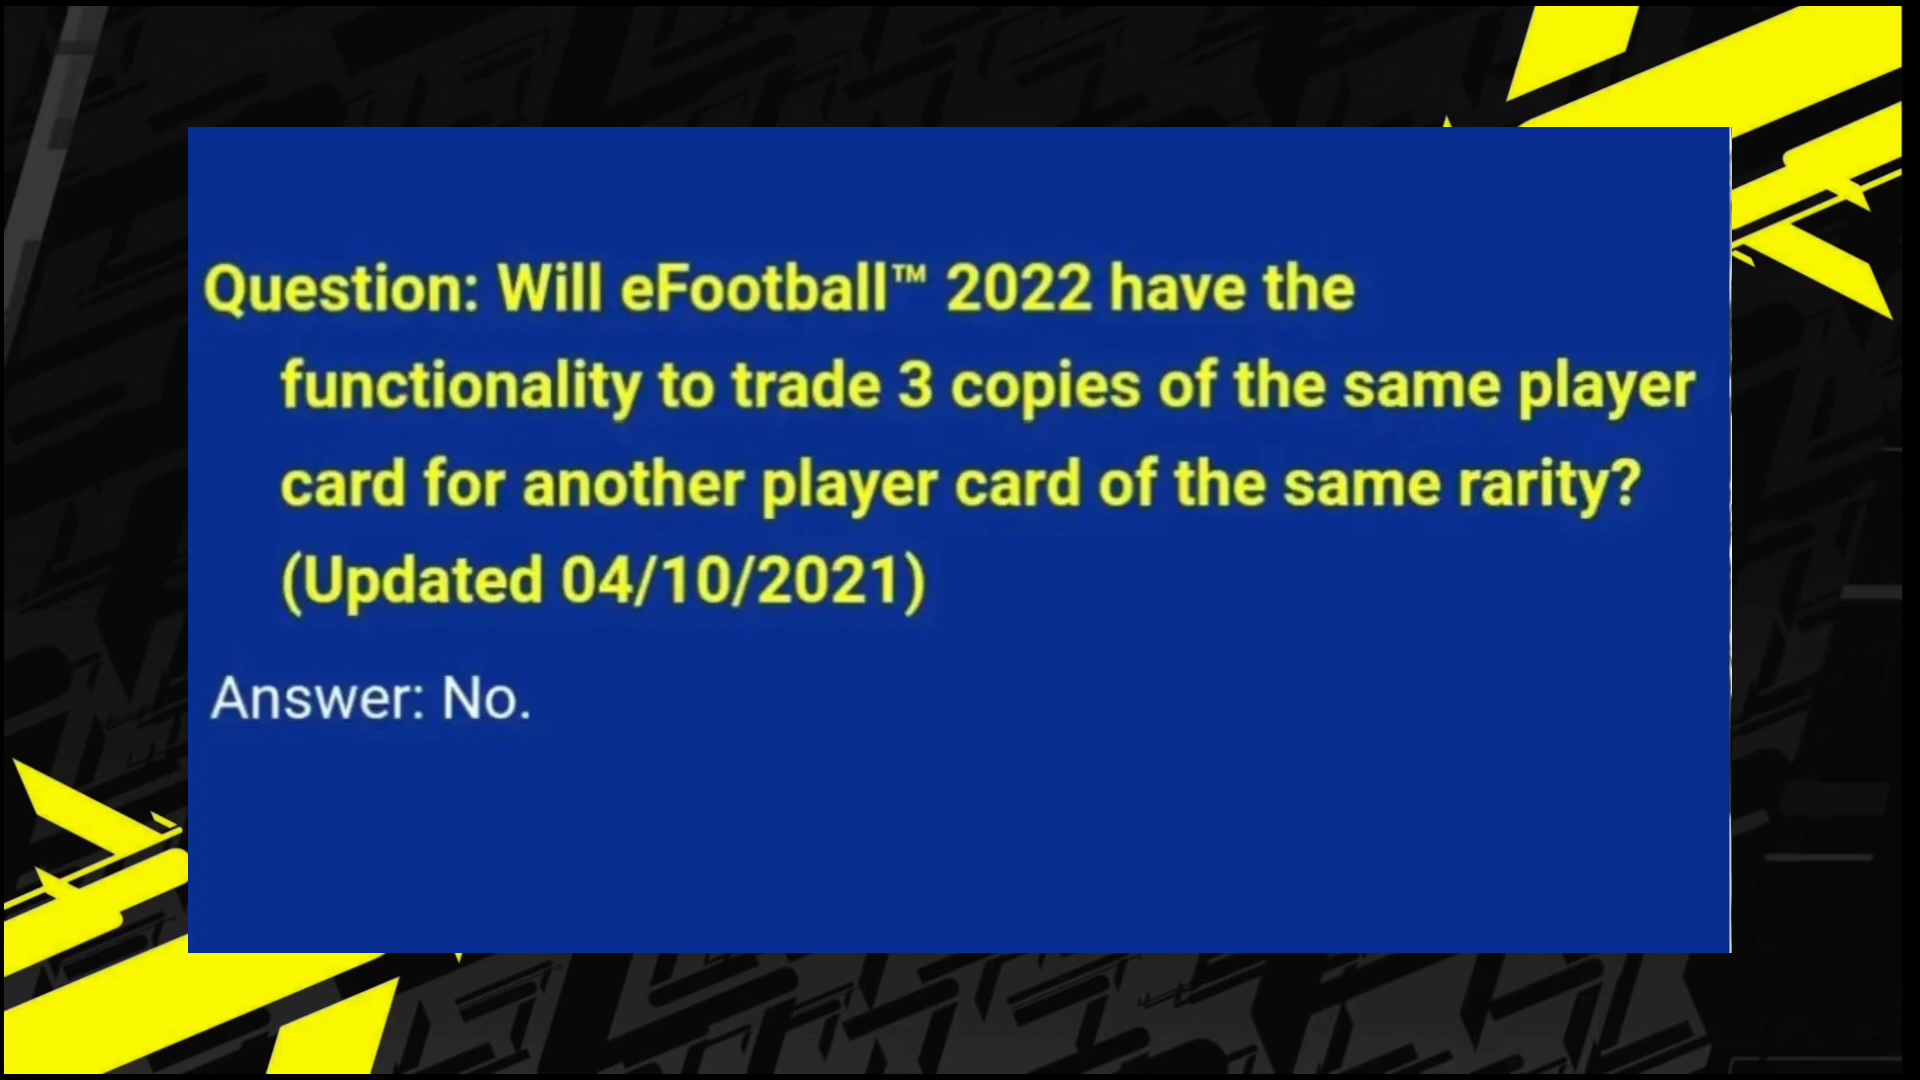 Question: Will eFootball™ 2022 have the
functionality to trade 3 copies of the same player
card for another player card of the same rarity?
(Updated 04/10/2021)
Answer: No.